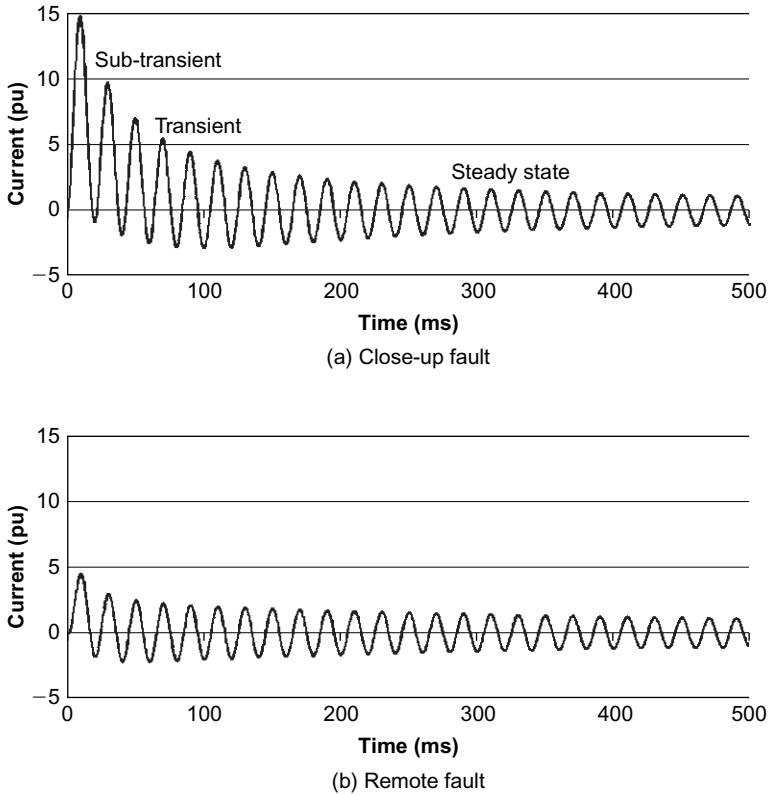 15
Sub-transient
10
Transient
5
Steady state
0
−5
Current (pu)
0 100 200 300 400 500
Time (ms)
(a) Close-up fault
15
10
5
0
−5
Current (pu)
0 100 200 300 400 500
Time (ms)
(b) Remote fault